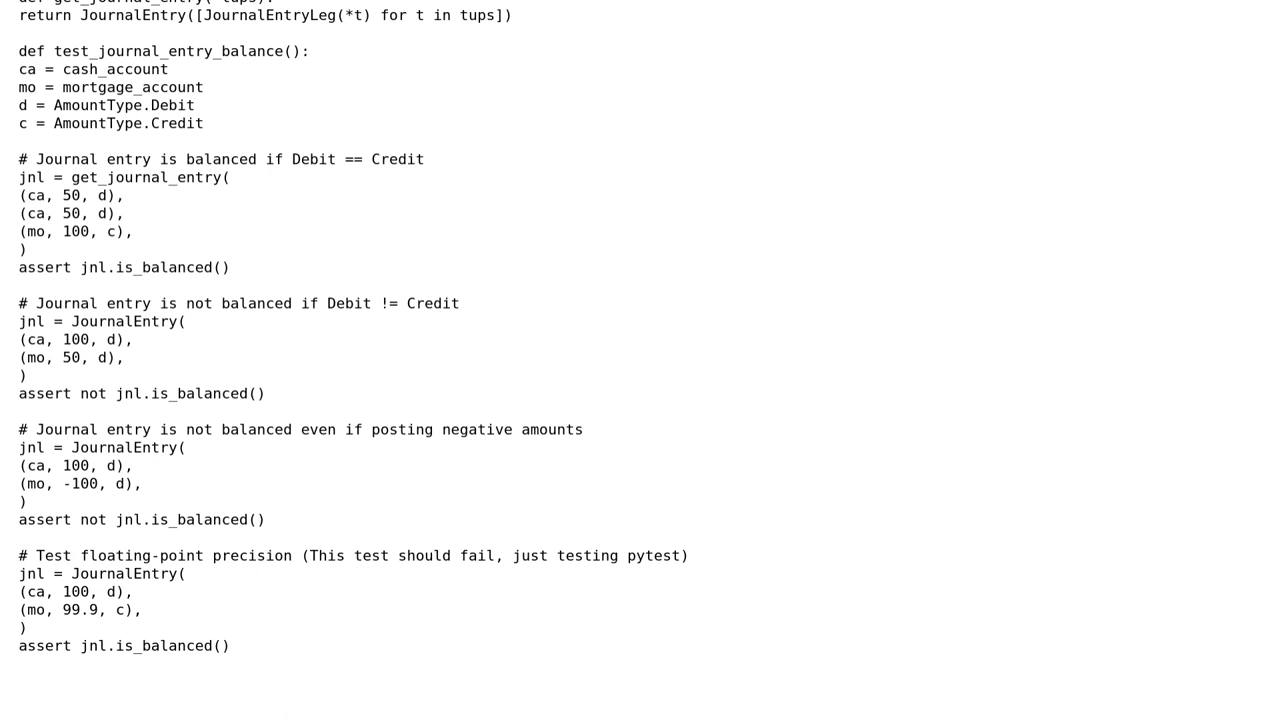 return JournalEntry([JournalEntryLeg(*t) for t in tups])

def test_journal_entry_balance():
ca = cash_account
mo = mortgage_account
d = AmountType.Debit
c = AmountType.Credit

# Journal entry is balanced if Debit == Credit
jnl = get_journal_entry(
(ca, 50, d),
(ca, 50, d),
(mo, 100, c),
)
assert jnl.is_balanced()

# Journal entry is not balanced if Debit != Credit
jnl = JournalEntry(
(ca, 100, d),
(mo, 50, d),
)
assert not jnl.is_balanced()

# Journal entry is not balanced even if posting negative amounts
jnl = JournalEntry(
(ca, 100, d),
(mo, -100, d),
)
assert not jnl.is_balanced()

# Test floating-point precision (This test should fail, just testing pytest)
jnl = JournalEntry(
(ca, 100, d),
(mo, 99.9, c),
)
assert jnl.is_balanced()